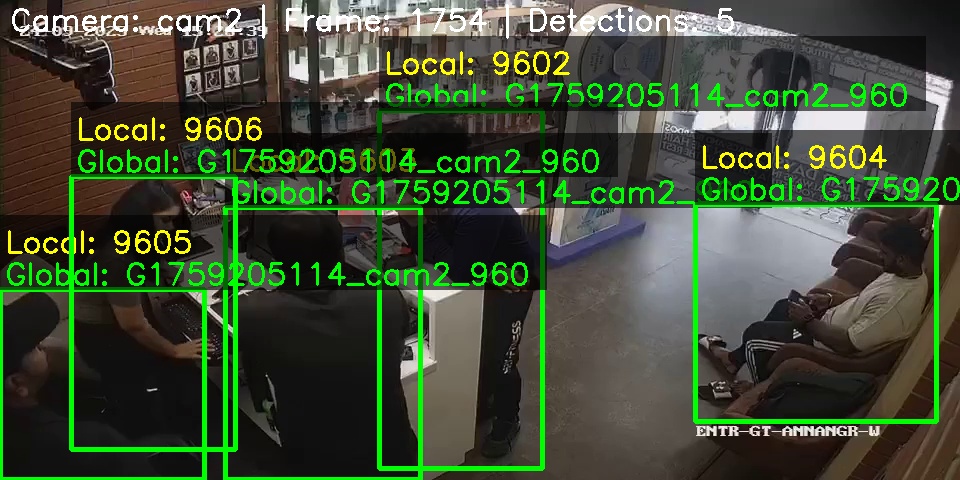 Camera: cam2 | Frame: 1754 | Detections: 5
Local: 9602
Global: G1759205114_cam2_960
Local: 9606
Global: G1759205114_cam2_960
Local: 9604
Global: G175920
Global: G1759205114_cam2_
Local: 9605
Global: G1759205114_cam2_960
FITNESS
ENTR-GT-ANNANGR-W